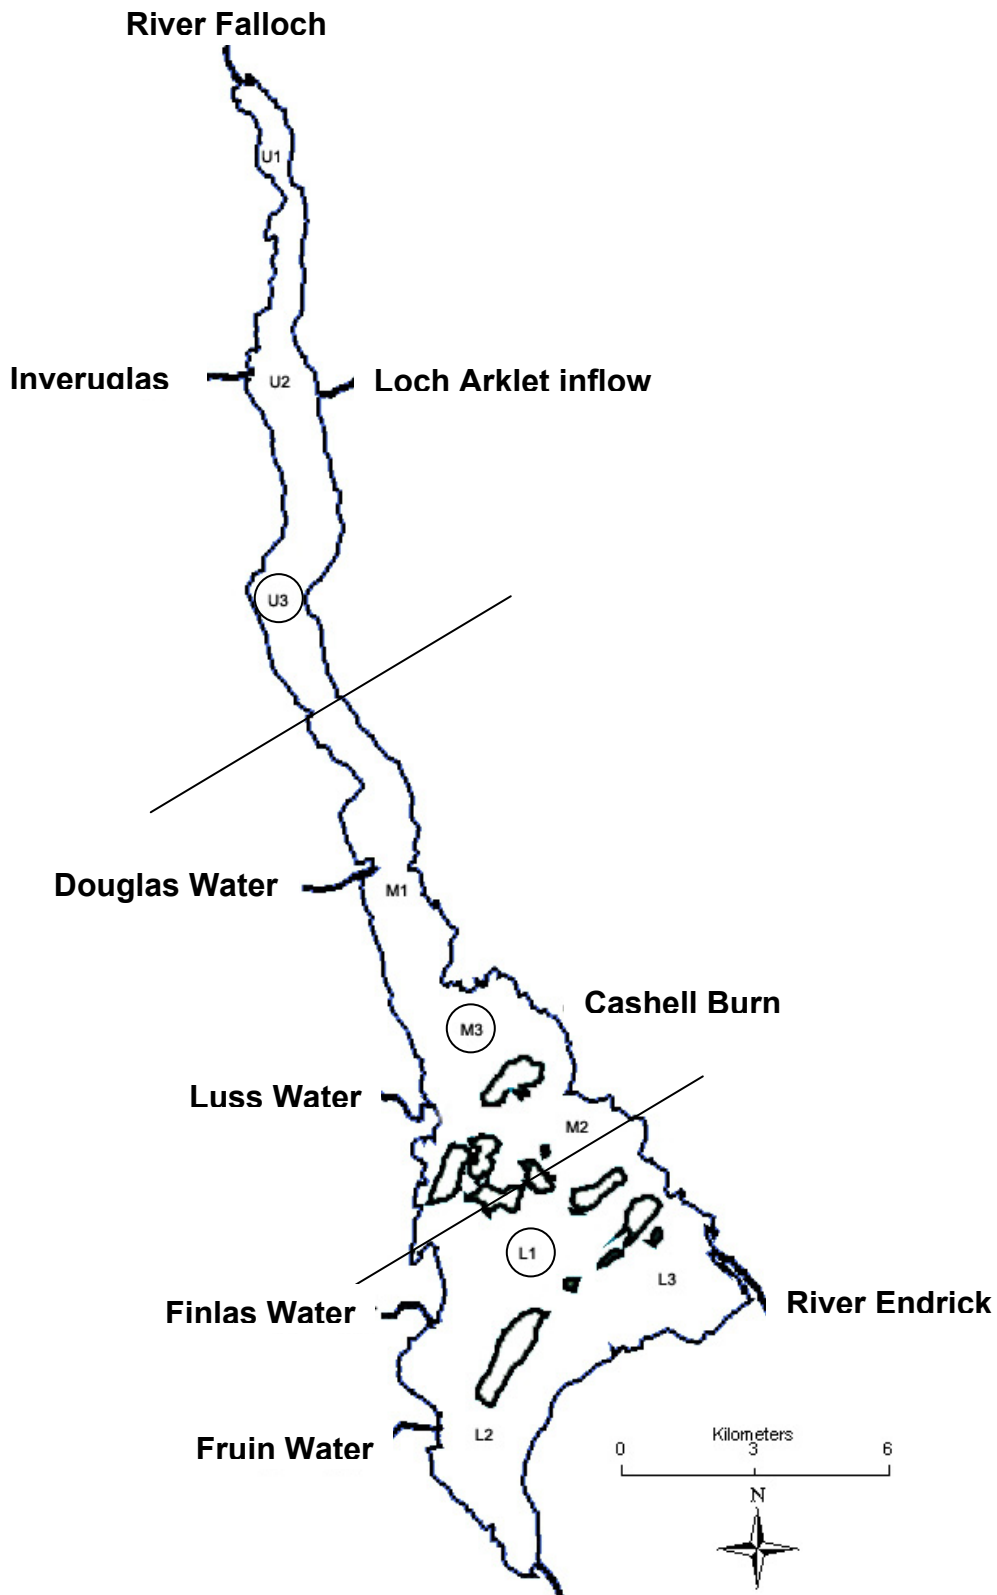 River Falloch
U1
Inveruglas
U2
Loch Arklet inflow
U3
Douglas Water
M1
Cashell Burn
M3
Luss Water
M2
L1
L3
River Endrick
Finlas Water
L2
Fruin Water
Kilometers
0 3 6
N